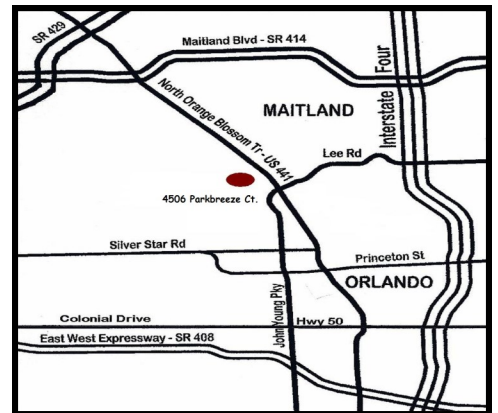 SR 429
Maitland Blvd - SR 414
Interstate Four
North Orange Blossom Tr - US 441
MAITLAND
Lee Rd
4506 Parkbreeze Ct.
Silver Star Rd
Princeton St
ORLANDO
John Young Pky
Colonial Drive
Hwy 50
East West Expressway - SR 408